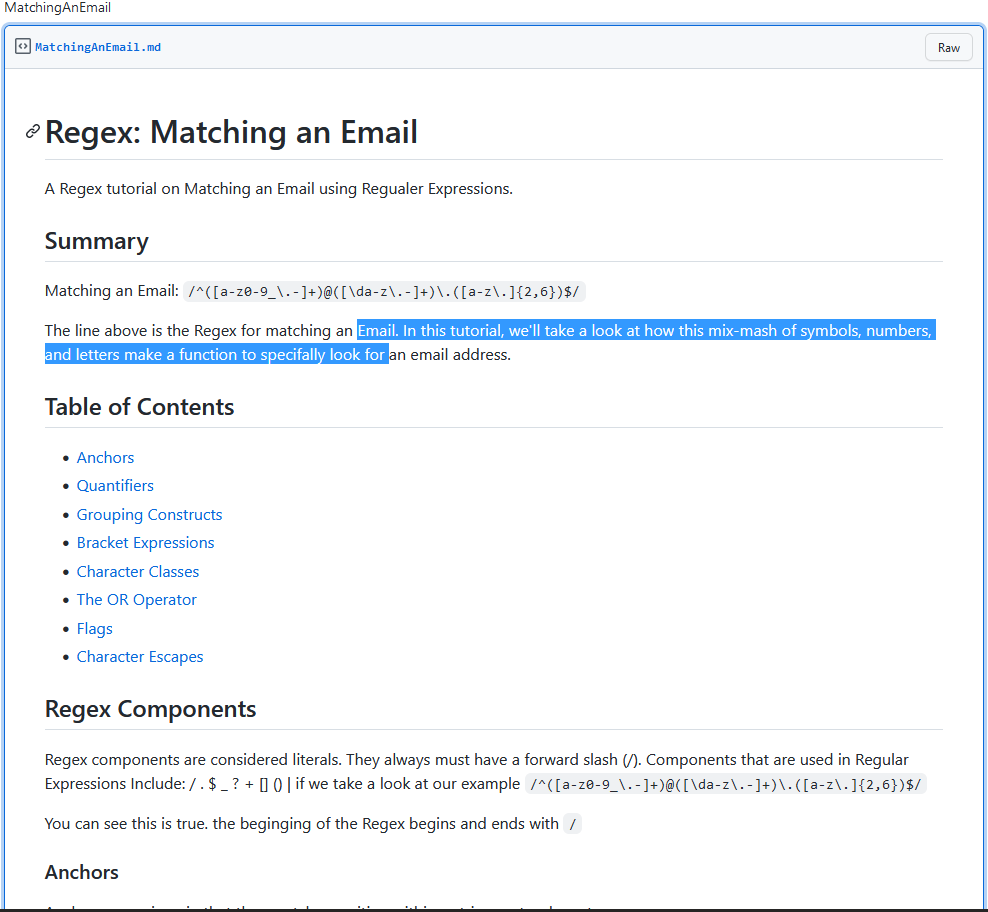 MatchingAnEmail
MatchingAnEmail.md
Raw
Regex: Matching an Email
A Regex tutorial on Matching an Email using Regualer Expressions.
Summary
Matching an Email: /^([a-z0-9_\.-]+)@([\da-z\.-]+)\.([a-z\.]{2,6})$/
The line above is the Regex for matching an Email. In this tutorial, we'll take a look at how this mix-mash of symbols, numbers,
and letters make a function to specifally look for an email address.
Table of Contents
Anchors
Quantifiers
Grouping Constructs
Bracket Expressions
Character Classes
The OR Operator
Flags
Character Escapes
Regex Components
Regex components are considered literals. They always must have a forward slash (/). Components that are used in Regular
Expressions Include: / . $ _ ? + [] () | if we take a look at our example /^([a-z0-9_\.-]+)@([\da-z\.-]+)\.([a-z\.]{2,6})$/
You can see this is true. the beginging of the Regex begins and ends with /
Anchors